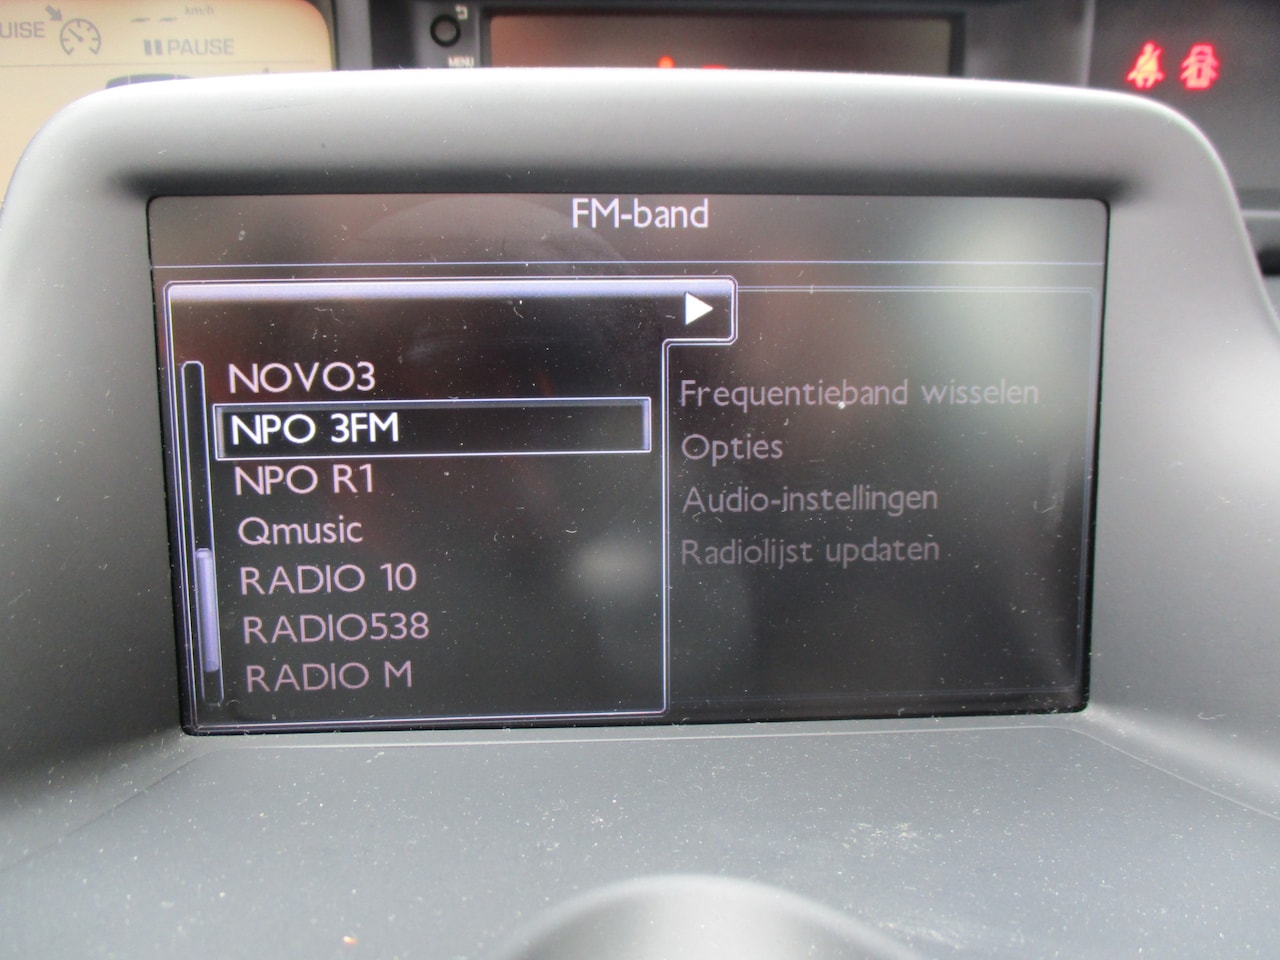 UISE
km/h
PAUSE
MENU
FM-band
NOVO3
NPO 3FM
NPO R1
Qmusic
RADIO 10
RADIO538
RADIO M
Frequentieband wisselen
Opties
Audio-instellingen
Radiolijst updaten